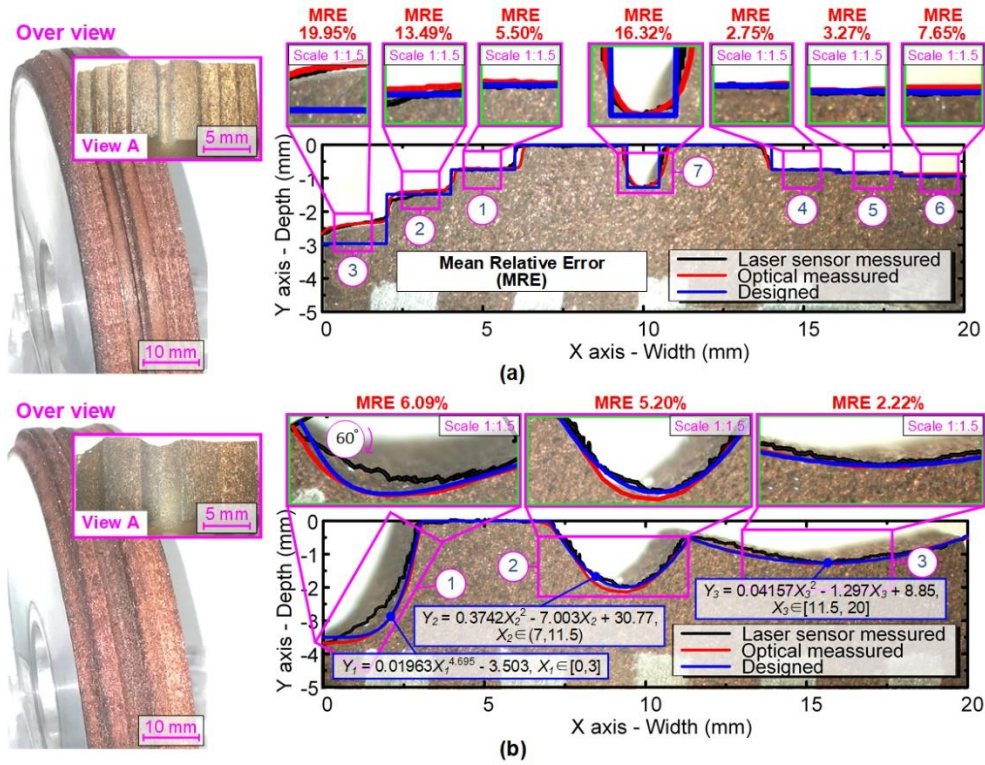 Over view
View A
5 mm
10 mm
MRE 19.95%
MRE 13.49%
MRE 5.50%
MRE 16.32%
MRE 2.75%
MRE 3.27%
MRE 7.65%
Scale 1:1.5
Scale 1:1.5
Scale 1:1.5
Scale 1:1.5
Scale 1:1.5
Scale 1:1.5
Scale 1:1.5
Y axis - Depth (mm)
0
-1
-2
-3
-4
-5
3
2
1
7
4
5
6
Mean Relative Error
(MRE)
Laser sensor messured
Optical meassured
Designed
0 5 10 15 20
X axis - Width (mm)
(a)
Over view
View A
5 mm
10 mm
MRE 6.09%
MRE 5.20%
MRE 2.22%
60°
Scale 1:1.5
Scale 1:1.5
Scale 1:1.5
Y axis - Depth (mm)
0
-1
-2
-3
-4
-5
1
2
3
Y₂ = 0.3742X₂² - 7.003X₂ + 30.77,
X₂∈(7,11.5)
Y₃ = 0.04157X₃² - 1.297X₃ + 8.85,
X₃∈[11.5, 20]
Y₁ = 0.01963X₁⁴·⁶⁹⁵ - 3.503, X₁∈[0,3]
Laser sensor messured
Optical meassured
Designed
0 5 10 15 20
X axis - Width (mm)
(b)